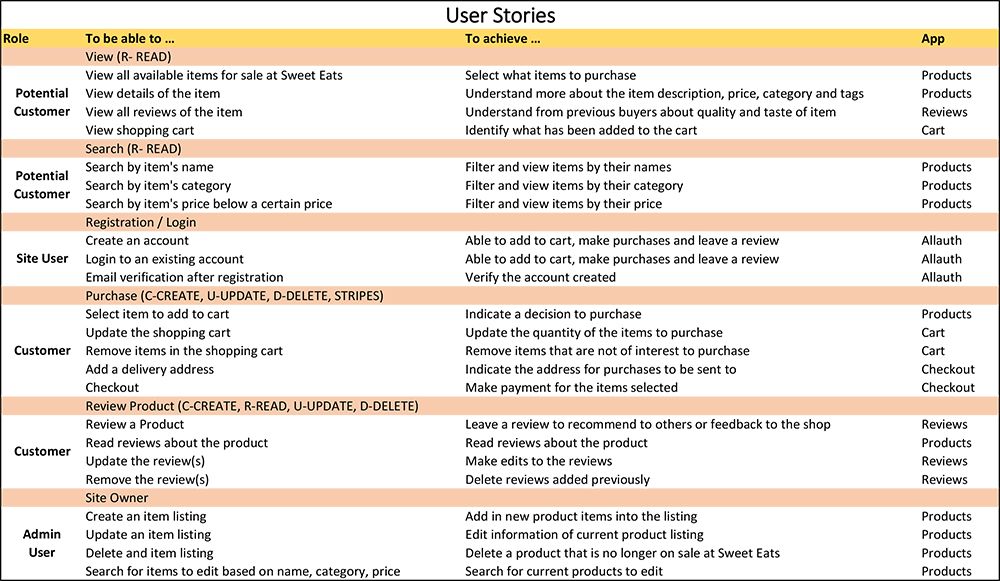 User Stories
Role To be able to ... To achieve ... App
View (R- READ)
View all available items for sale at Sweet Eats Select what items to purchase Products
Potential Customer
View details of the item Understand more about the item description, price, category and tags Products
View all reviews of the item Understand from previous buyers about quality and taste of item Reviews
View shopping cart Identify what has been added to the cart Cart
Search (R- READ)
Potential Customer
Search by item's name Filter and view items by their names Products
Search by item's category Filter and view items by their category Products
Search by item's price below a certain price Filter and view items by their price Products
Registration / Login
Create an account Able to add to cart, make purchases and leave a review Allauth
Site User Login to an existing account Able to add to cart, make purchases and leave a review Allauth
Email verification after registration Verify the account created Allauth
Purchase (C-CREATE, U-UPDATE, D-DELETE, STRIPES)
Select item to add to cart Indicate a decision to purchase Products
Update the shopping cart Update the quantity of the items to purchase Cart
Customer Remove items in the shopping cart Remove items that are not of interest to purchase Cart
Add a delivery address Indicate the address for purchases to be sent to Checkout
Checkout Make payment for the items selected Checkout
Review Product (C-CREATE, R-READ, U-UPDATE, D-DELETE)
Review a Product Leave a review to recommend to others or feedback to the shop Reviews
Customer Read reviews about the product Read reviews about the product Products
Update the review(s) Make edits to the reviews Reviews
Remove the review(s) Delete reviews added previously Reviews
Site Owner
Create an item listing Add in new product items into the listing Products
Admin User
Update an item listing Edit information of current product listing Products
Delete and item listing Delete a product that is no longer on sale at Sweet Eats Products
Search for items to edit based on name, category, price Search for current products to edit Products